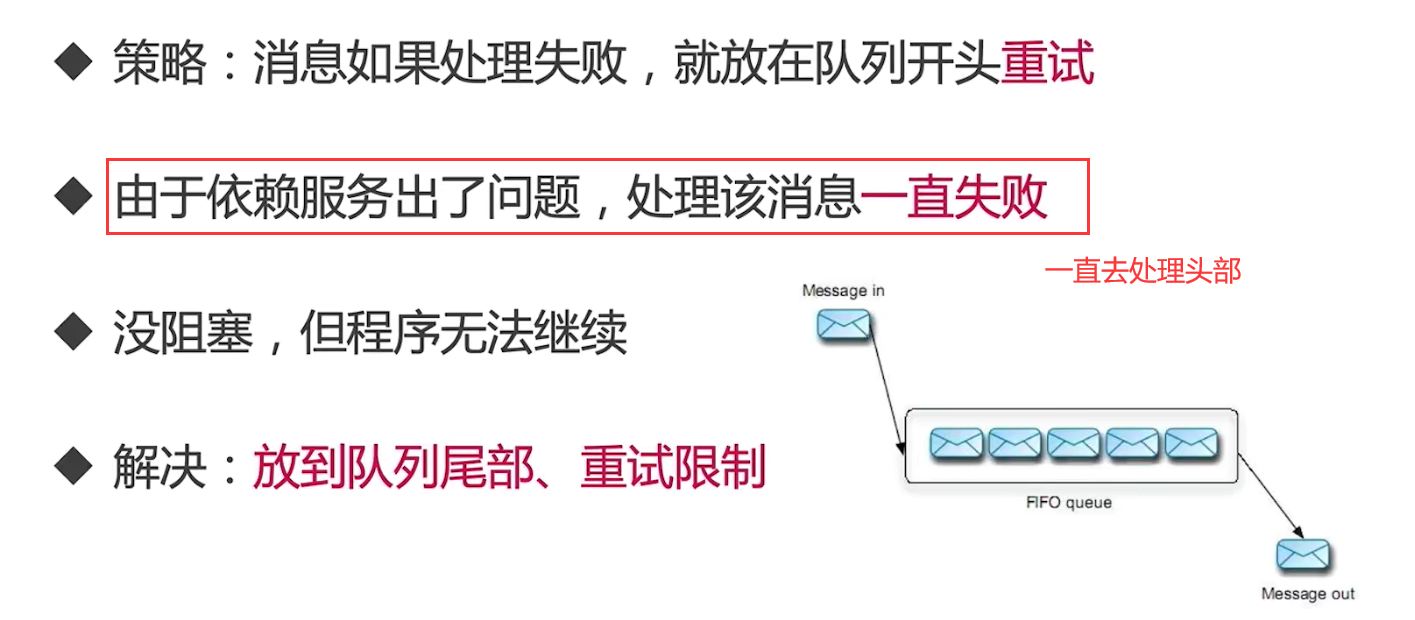 ◆ 策略：消息如果处理失败，就放在队列开头重试
◆ 由于依赖服务出了问题，处理该消息一直失败
一直去处理头部
Message in
◆ 没阻塞，但程序无法继续
◆ 解决：放到队列尾部、重试限制
FIFO queue
Message out